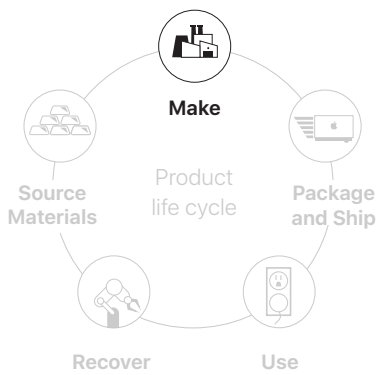 Make
Source
Materials
Product
life cycle
Package
and Ship
Recover
Use